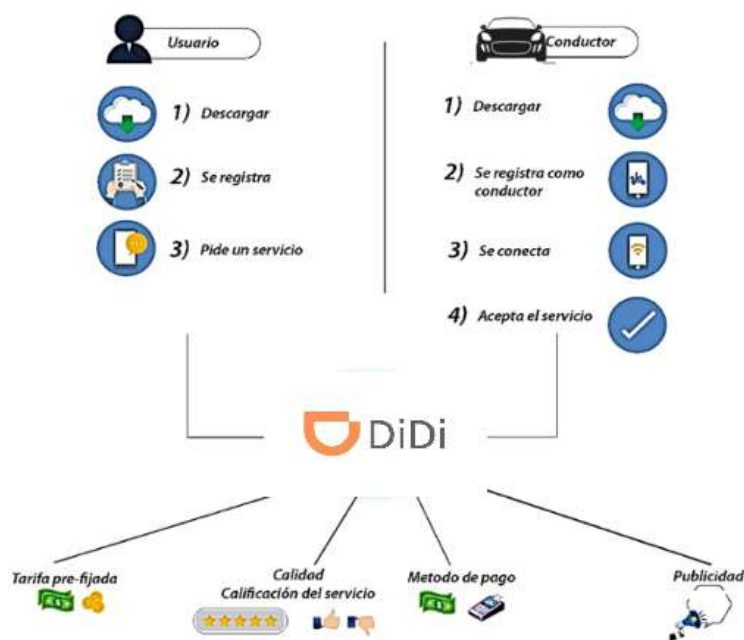 Usuario
1) Descargar
2) Se registra
3) Pide un servicio
Conductor
1) Descargar
2) Se registra como
conductor
3) Se conecta
4) Acepta el servicio
DiDi
Tarifa pre-fijada
Calidad
Calificación del servicio
Metodo de pago
Publicidad